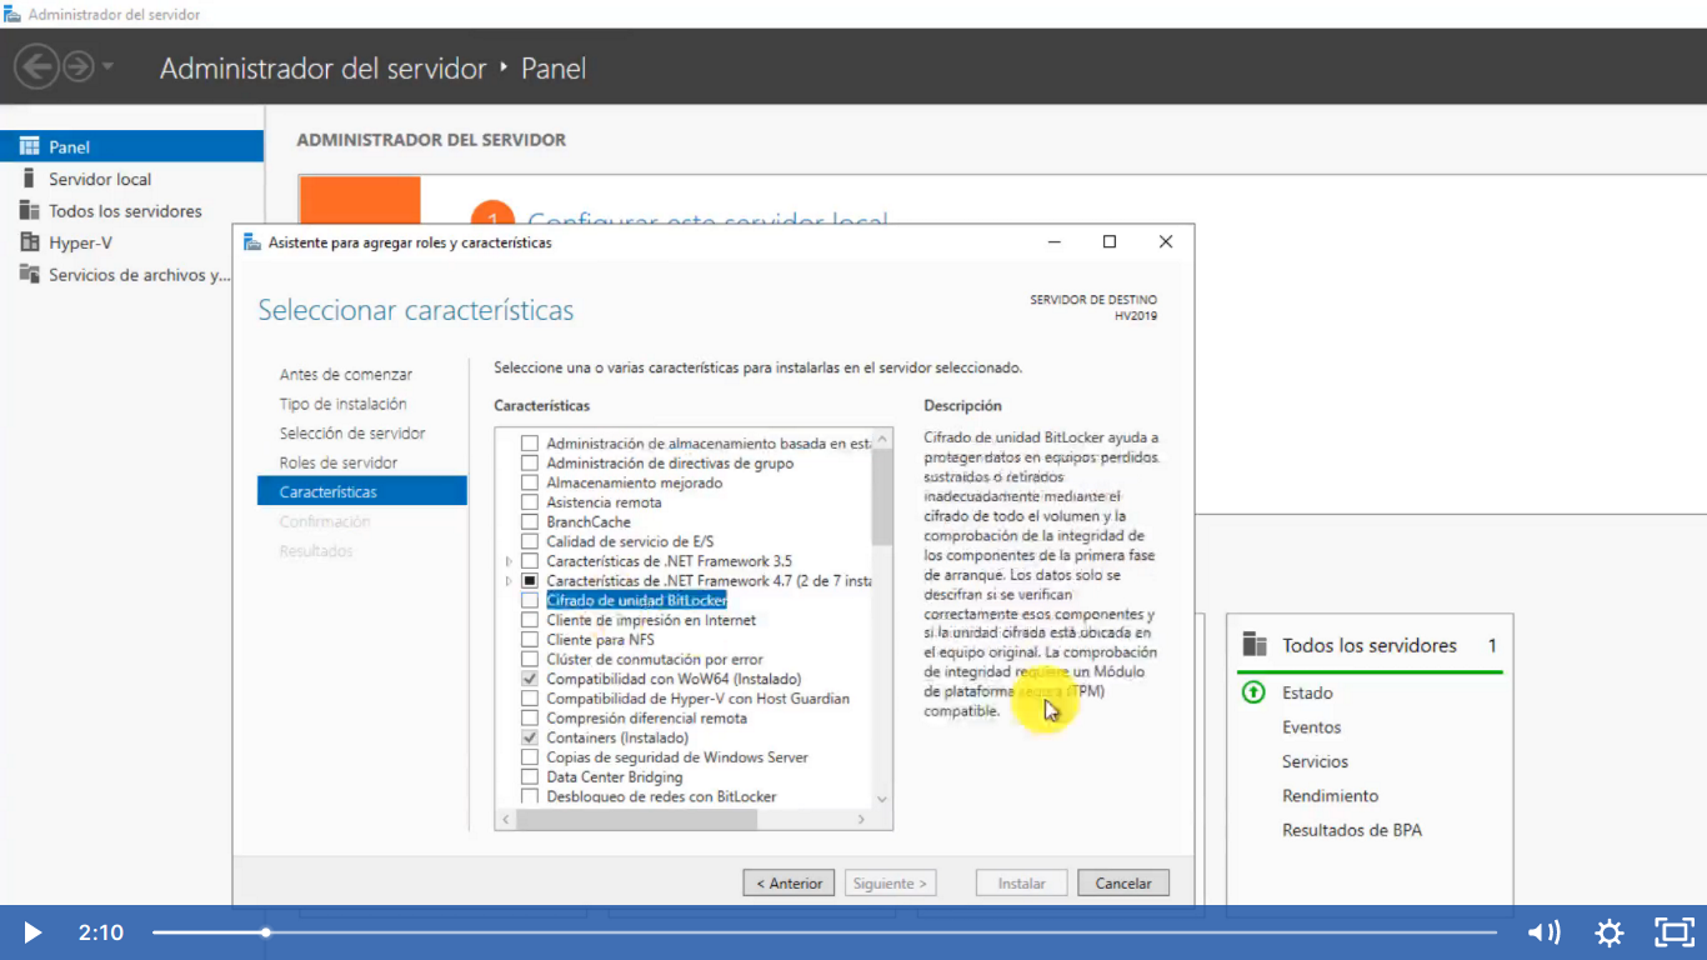 Administrador del servidor
Administrador del servidor ‣ Panel
Panel
Servidor local
Todos los servidores
Hyper-V
Servicios de archivos y...
ADMINISTRADOR DEL SERVIDOR
1 Configurar este servidor local
Asistente para agregar roles y características
Seleccionar características
SERVIDOR DE DESTINO
HV2019
Antes de comenzar
Tipo de instalación
Selección de servidor
Roles de servidor
Características
Confirmación
Resultados
Seleccione una o varias características para instalarlas en el servidor seleccionado.
Características
Administración de almacenamiento basada en está
Administración de directivas de grupo
Almacenamiento mejorado
Asistencia remota
BranchCache
Calidad de servicio de E/S
Características de .NET Framework 3.5
Características de .NET Framework 4.7 (2 de 7 insta
Cifrado de unidad BitLocker
Cliente de impresión en Internet
Cliente para NFS
Clúster de conmutación por error
Compatibilidad con WoW64 (Instalado)
Compatibilidad de Hyper-V con Host Guardian
Compresión diferencial remota
Containers (Instalado)
Copias de seguridad de Windows Server
Data Center Bridging
Desbloqueo de redes con BitLocker
Descripción
Cifrado de unidad BitLocker ayuda a
proteger datos en equipos perdidos,
sustraídos o retirados
inadecuadamente mediante el
cifrado de todo el volumen y la
comprobación de la integridad de
los componentes de la primera fase
de arranque. Los datos solo se
descifran si se verifican
correctamente esos componentes y
si la unidad cifrada está ubicada en
el equipo original. La comprobación
de integridad requiere un Módulo
de plataforma segura (TPM)
compatible.
< Anterior
Siguiente >
Instalar
Cancelar
Todos los servidores 1
Estado
Eventos
Servicios
Rendimiento
Resultados de BPA
2:10